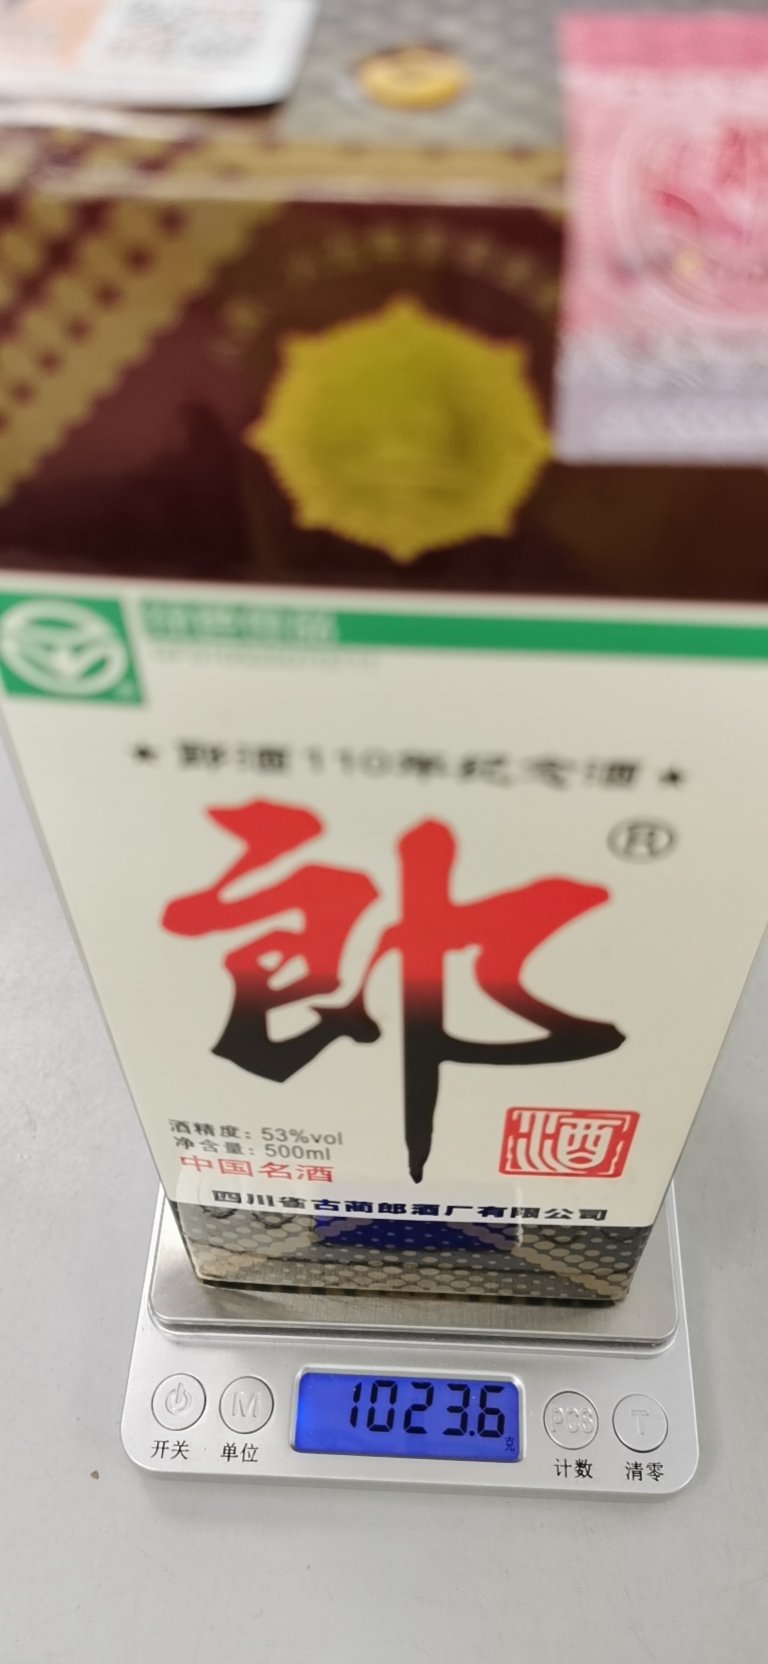 郎酒110年纪念酒
郎
®
酒精度：53%vol
净含量：500ml
中国名酒
酒
四川省古蔺郎酒厂有限公司
1023.6
克
M
PCS
T
开关
单位
计数
清零